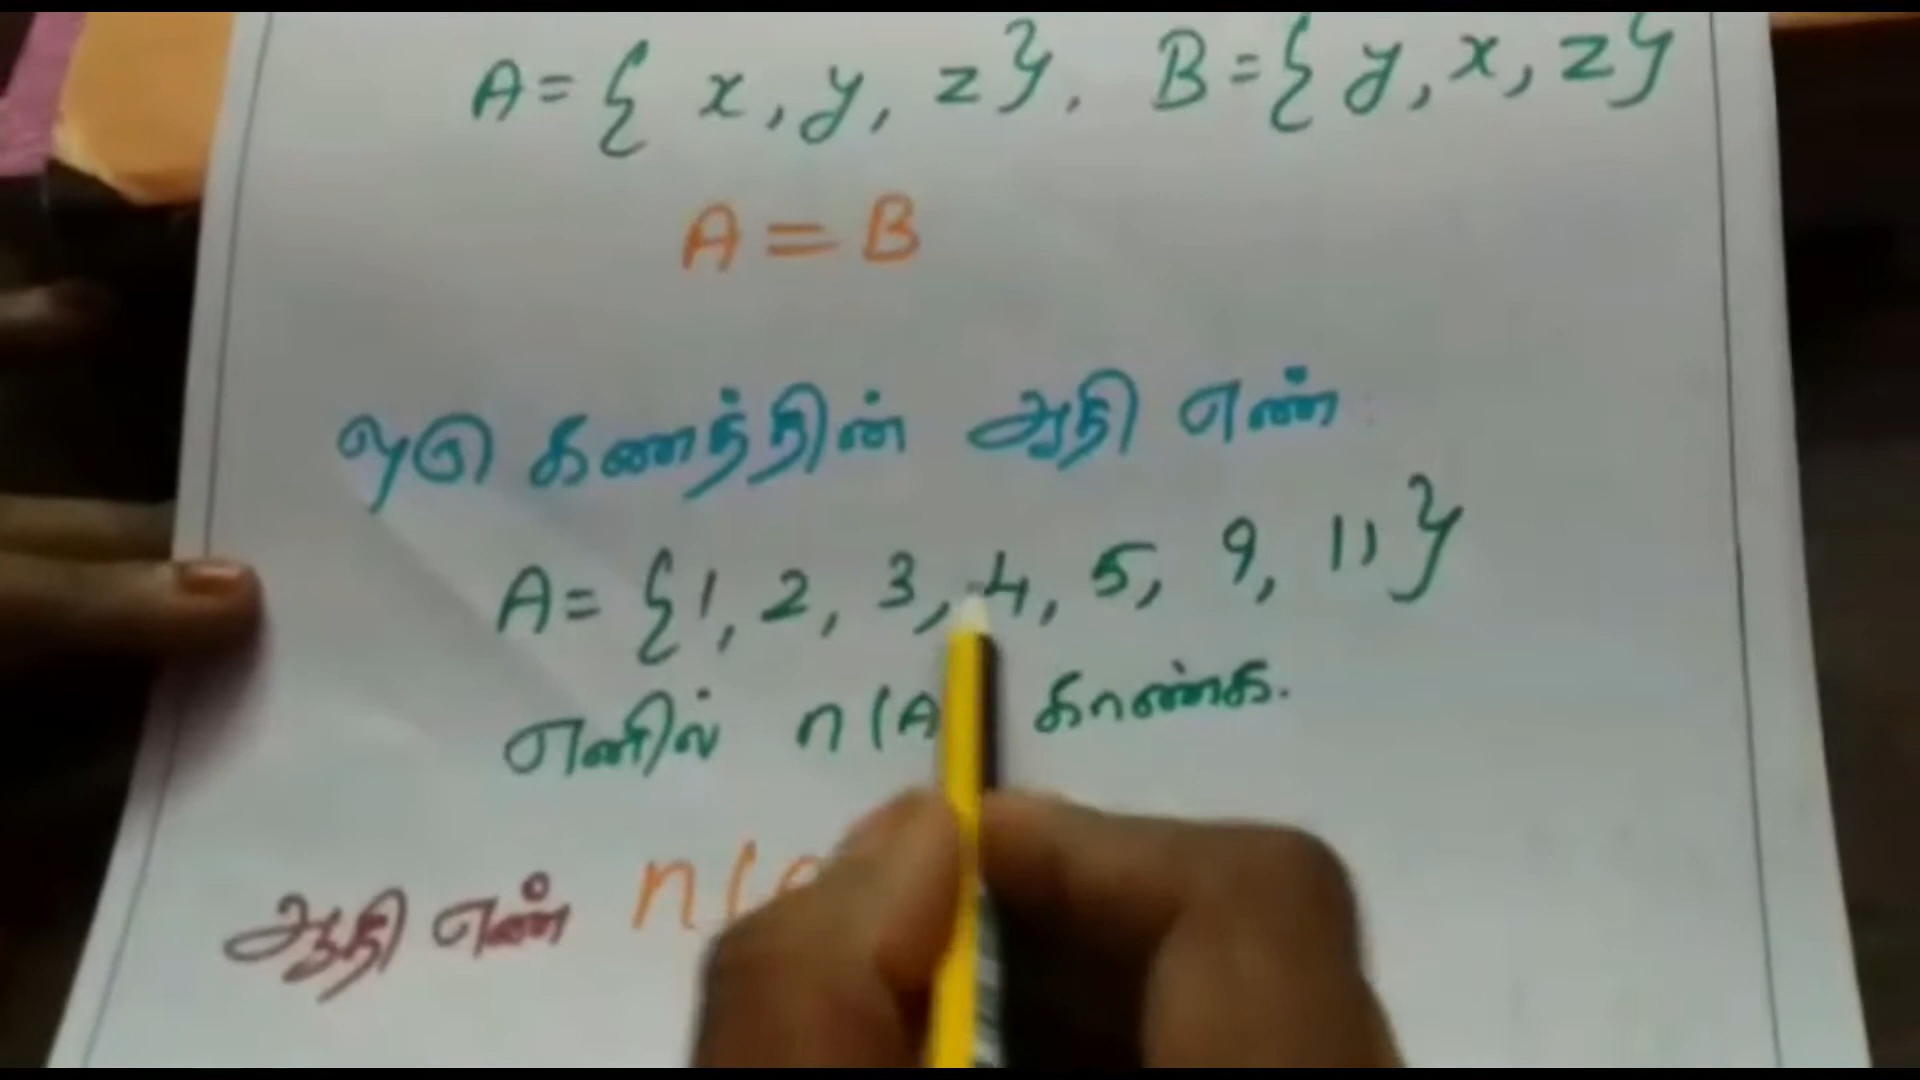 A = { x, y, z }, B = { y, x, z }
A = B
ஒரு கணத்தின் ஆதி எண்
A = { 1, 2, 3, 4, 5, 9, 11 }
எனில் n(A காண்க.
ஆதி எண் n(